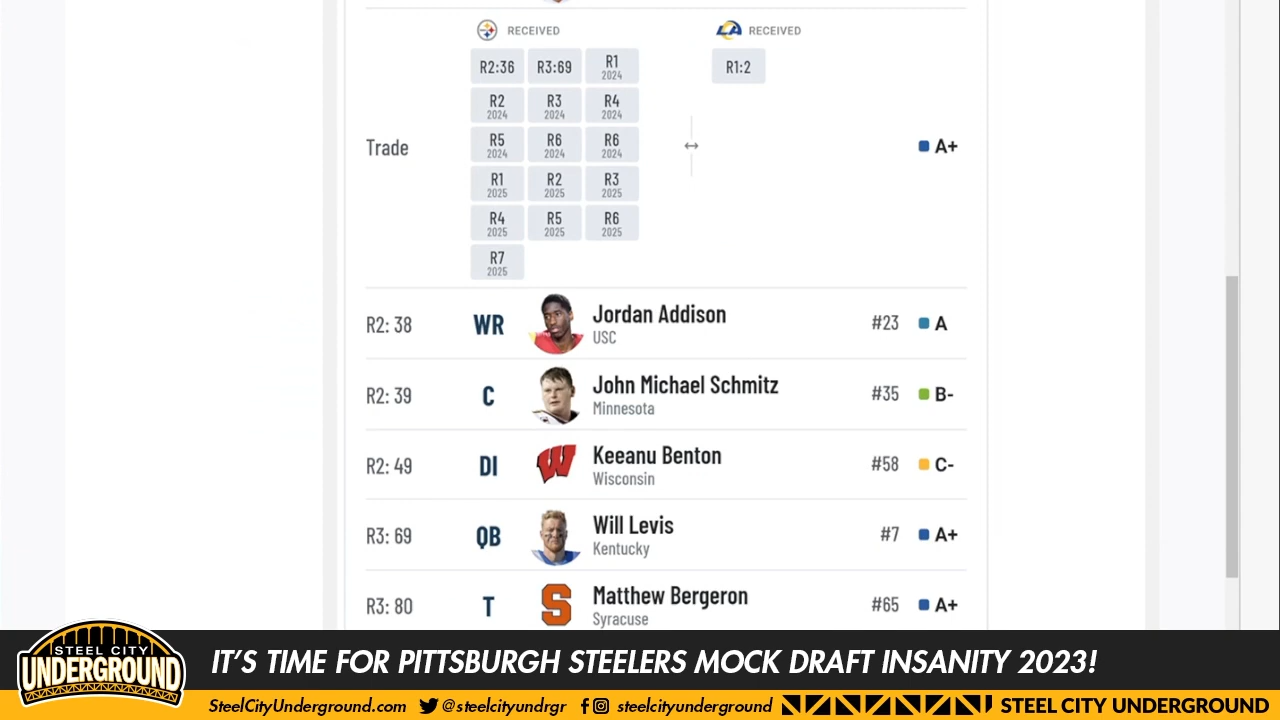 RECEIVED
RECEIVED
R2:36 R3:69 R1 2024
R1:2
R2 2024 R3 2024 R4 2024
R5 2024 R6 2024 R6 2024
Trade
A+
R1 2025 R2 2025 R3 2025
R4 2025 R5 2025 R6 2025
R7 2025
R2: 38 WR Jordan Addison #23 A
USC
R2: 39 C John Michael Schmitz #35 B-
Minnesota
R2: 49 DI Keeanu Benton #58 C-
Wisconsin
R3: 69 QB Will Levis #7 A+
Kentucky
R3: 80 T Matthew Bergeron #65 A+
Syracuse
STEEL CITY
UNDERGROUND
IT'S TIME FOR PITTSBURGH STEELERS MOCK DRAFT INSANITY 2023!
SteelCityUnderground.com @steelcityundrgr steelcityunderground STEEL CITY UNDERGROUND